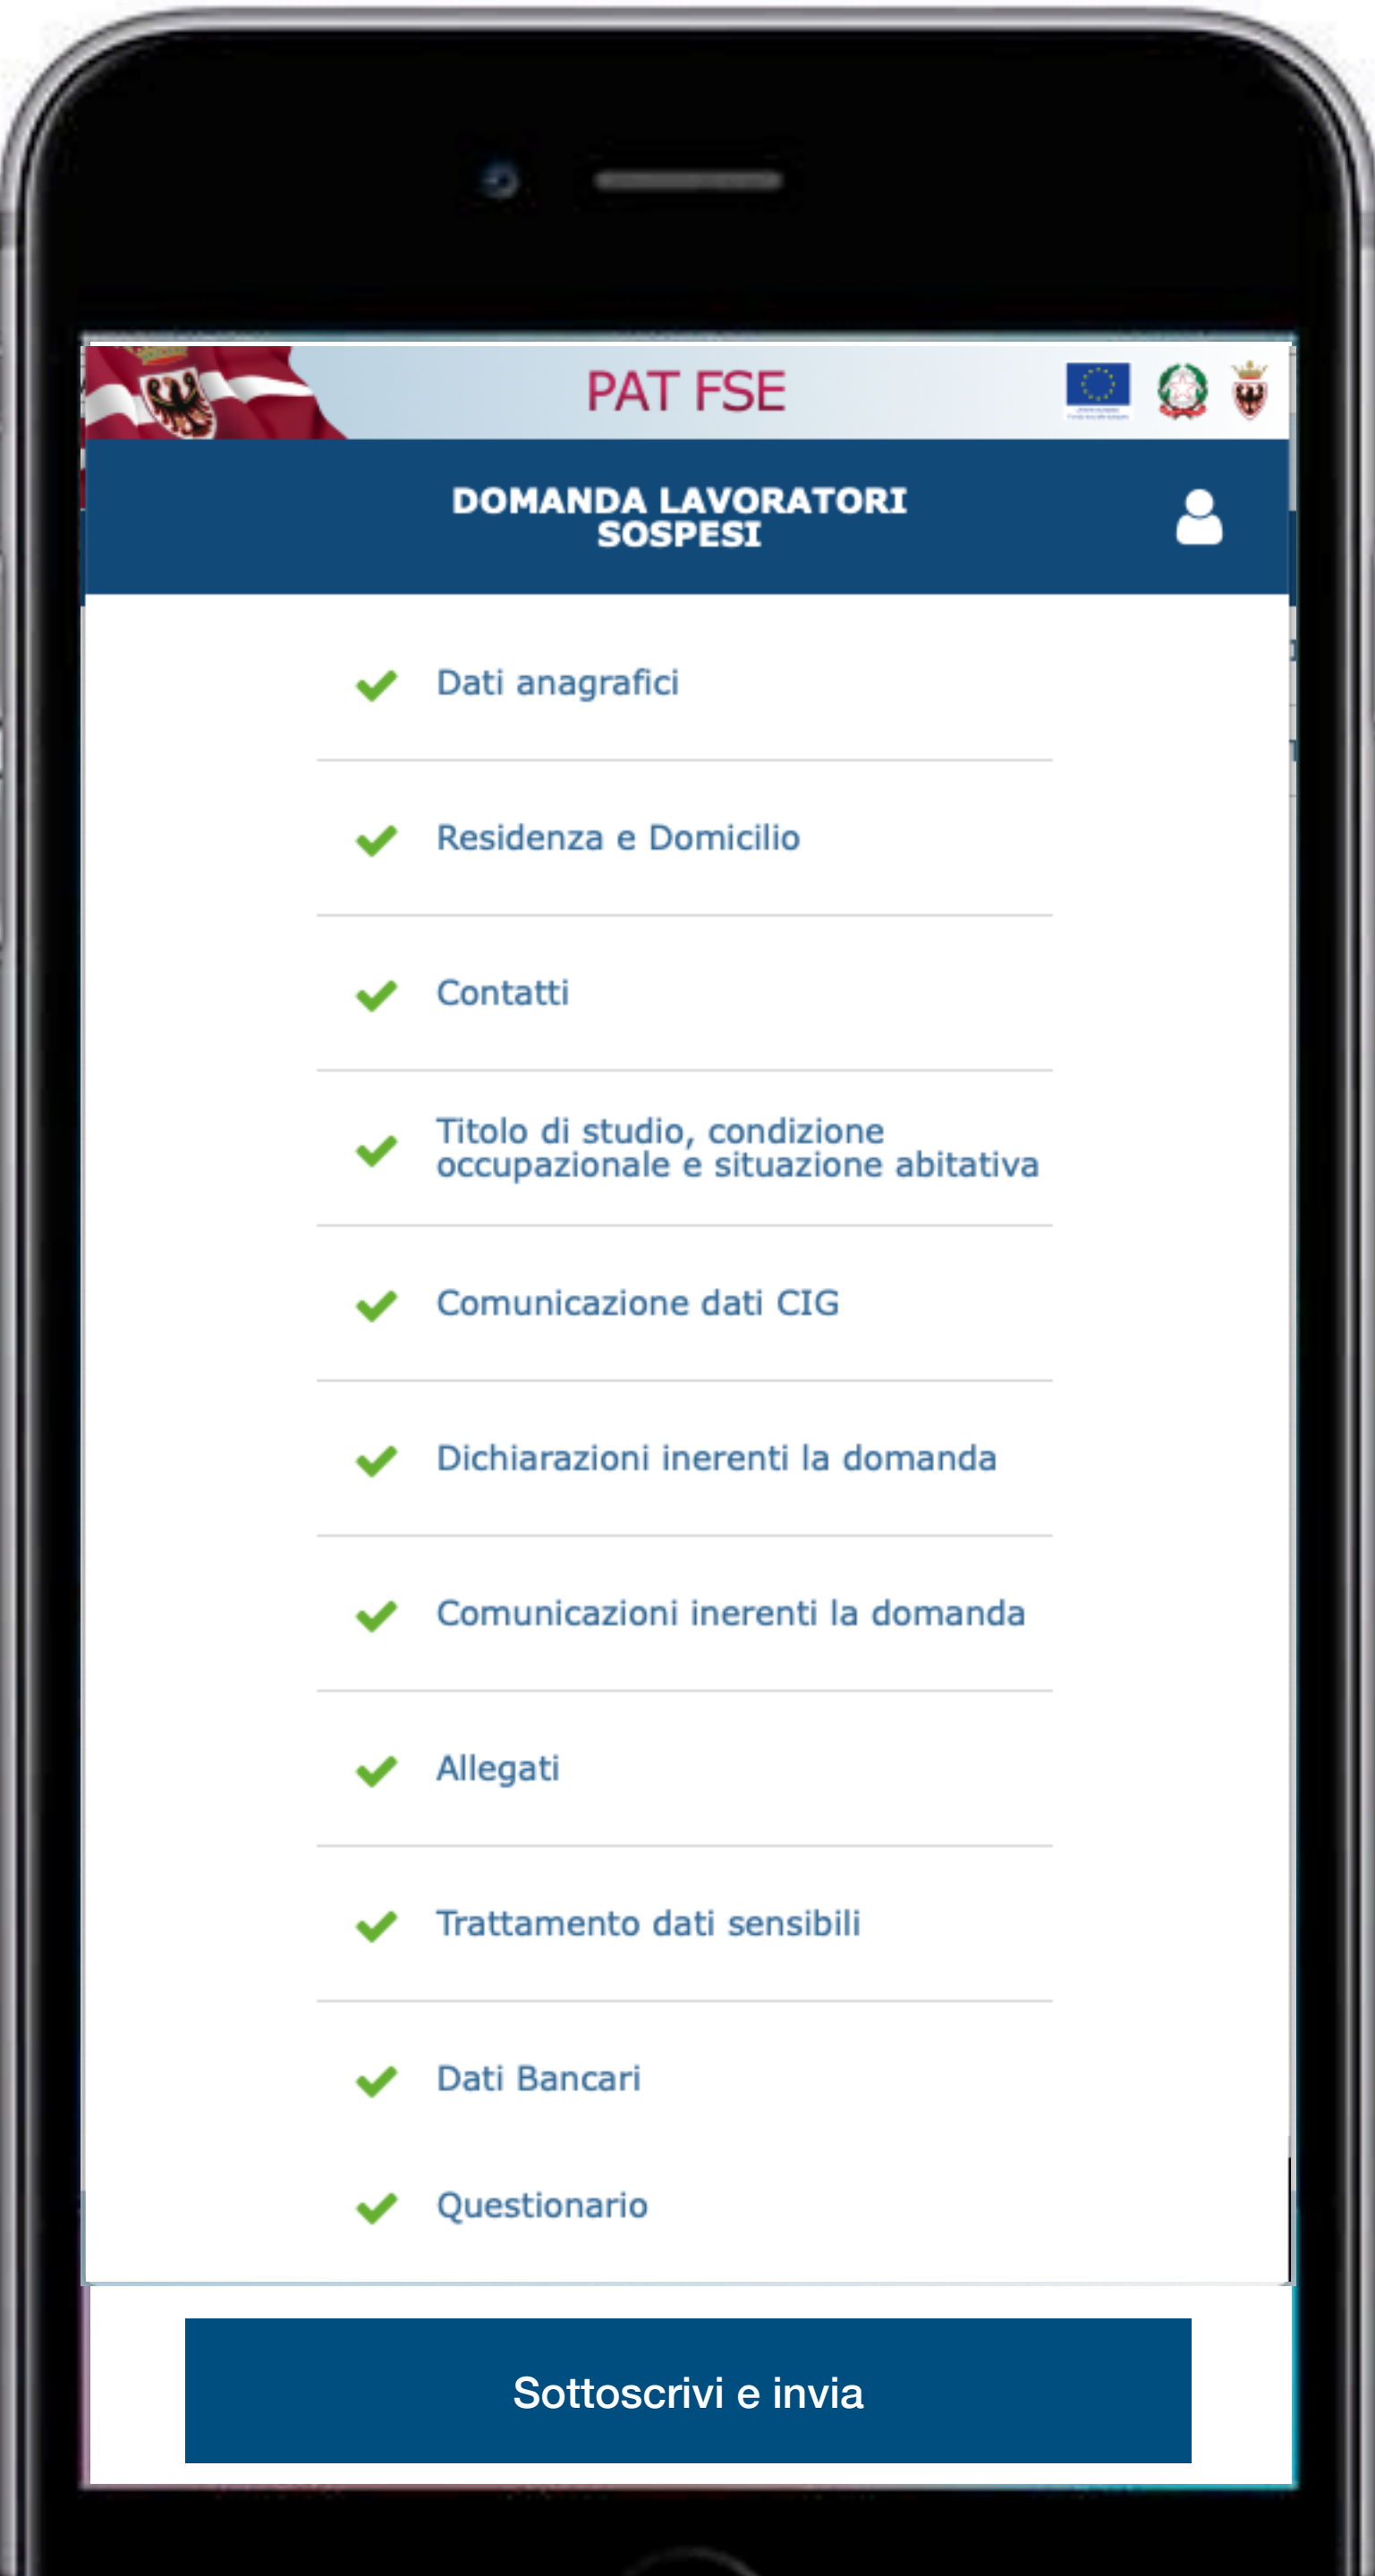 PAT FSE
DOMANDA LAVORATORI
SOSPESI
Dati anagrafici
Residenza e Domicilio
Contatti
Titolo di studio, condizione
occupazionale e situazione abitativa
Comunicazione dati CIG
Dichiarazioni inerenti la domanda
Comunicazioni inerenti la domanda
Allegati
Trattamento dati sensibili
Dati Bancari
Questionario
Sottoscrivi e invia